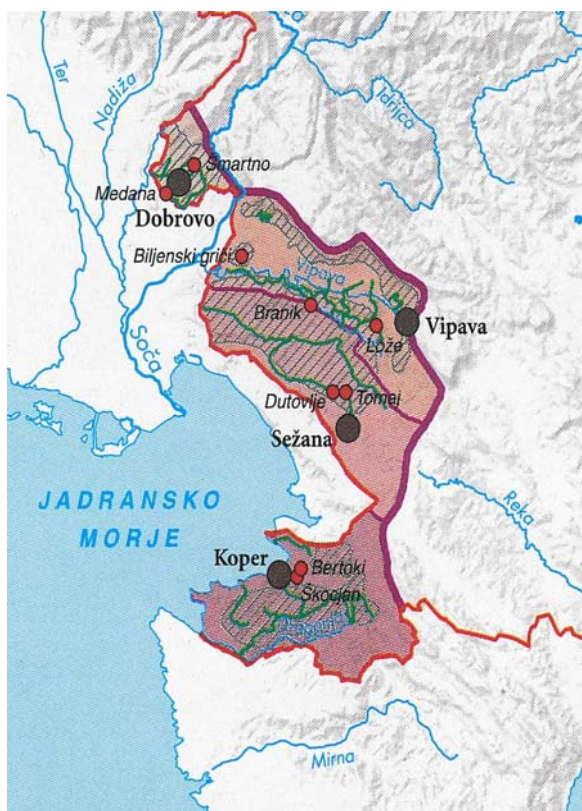 Ter
Nadiža
Idrijca
Šmartno
Medana
Dobrovo
Biljenski griči
Vipava
Branik
Vipava
Lože
Soča
Dutovlje
Tomaj
Sežana
JADRANSKO
MORJE
Reka
Koper
Bertoki
Škocjan
Mirna